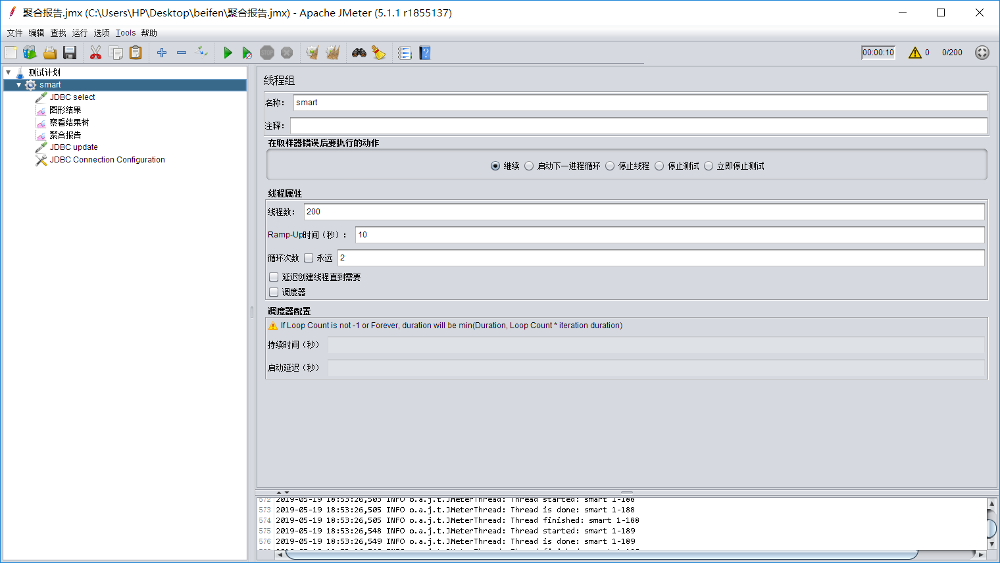 聚合报告.jmx (C:\Users\HP\Desktop\beifen\聚合报告.jmx) - Apache JMeter (5.1.1 r1855137)
文件 编辑 查找 运行 选项 Tools 帮助
00:00:10 0 0/200
测试计划
smart
JDBC select
图形结果
察看结果树
聚合报告
JDBC update
JDBC Connection Configuration
线程组
名称： smart
注释：
在取样器错误后要执行的动作
继续 启动下一进程循环 停止线程 停止测试 立即停止测试
线程属性
线程数： 200
Ramp-Up时间（秒）： 10
循环次数 永远 2
延迟创建线程直到需要
调度器
调度器配置
If Loop Count is not -1 or Forever, duration will be min(Duration, Loop Count * iteration duration)
持续时间（秒）
启动延迟（秒）
572 2019-05-19 18:53:26,503 INFO o.a.j.t.JMeterThread: Thread started: smart 1-188
573 2019-05-19 18:53:26,505 INFO o.a.j.t.JMeterThread: Thread is done: smart 1-188
574 2019-05-19 18:53:26,505 INFO o.a.j.t.JMeterThread: Thread finished: smart 1-188
575 2019-05-19 18:53:26,548 INFO o.a.j.t.JMeterThread: Thread started: smart 1-189
576 2019-05-19 18:53:26,549 INFO o.a.j.t.JMeterThread: Thread is done: smart 1-189